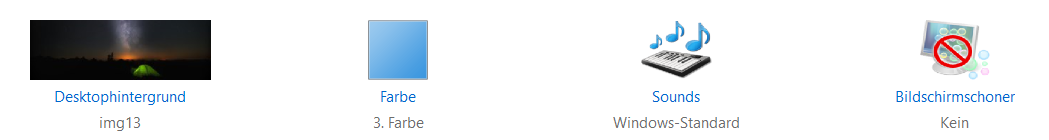 Desktophintergrund
img13
Farbe
3. Farbe
Sounds
Windows-Standard
Bildschirmschoner
Kein